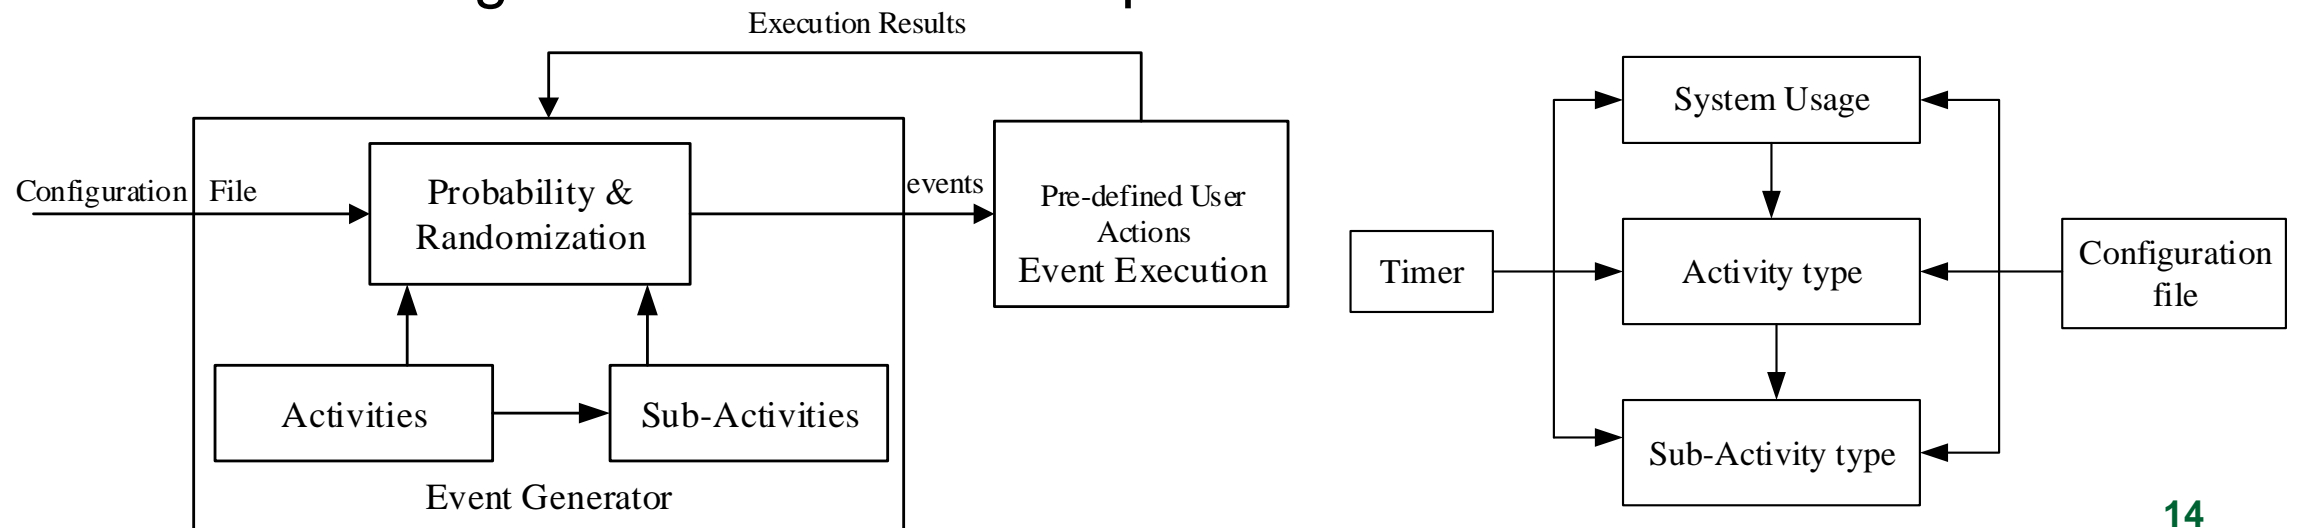 Execution Results
Configuration File
Probability &
Randomization
events
Pre-defined User
Actions
Event Execution
Activities
Sub-Activities
Event Generator
System Usage
Timer
Activity type
Configuration
file
Sub-Activity type
14